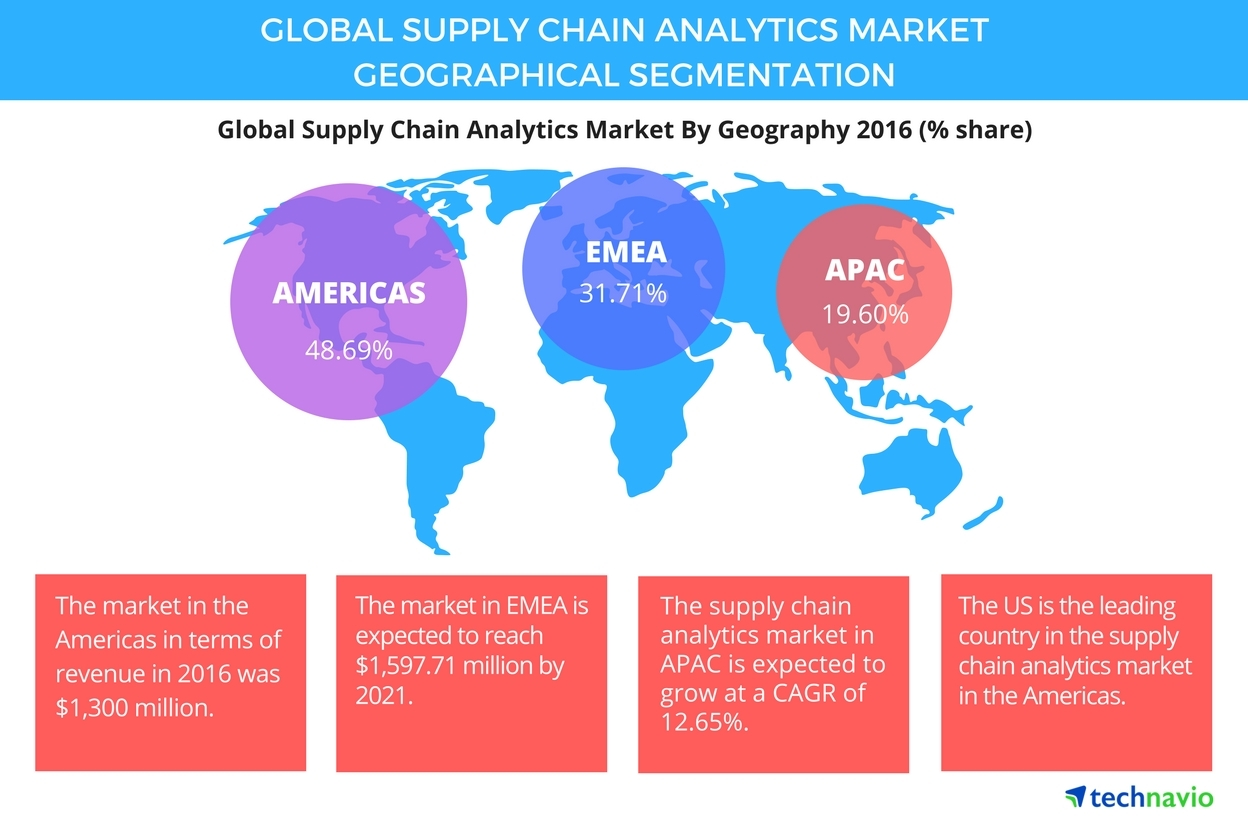 GLOBAL SUPPLY CHAIN ANALYTICS MARKET
GEOGRAPHICAL SEGMENTATION
Global Supply Chain Analytics Market By Geography 2016 (% share)
AMERICAS
48.69%
EMEA
31.71%
APAC
19.60%
The market in the
Americas in terms of
revenue in 2016 was
$1,300 million.
The market in EMEA is
expected to reach
$1,597.71 million by
2021.
The supply chain
analytics market in
APAC is expected to
grow at a CAGR of
12.65%.
The US is the leading
country in the supply
chain analytics market
in the Americas.
technavio